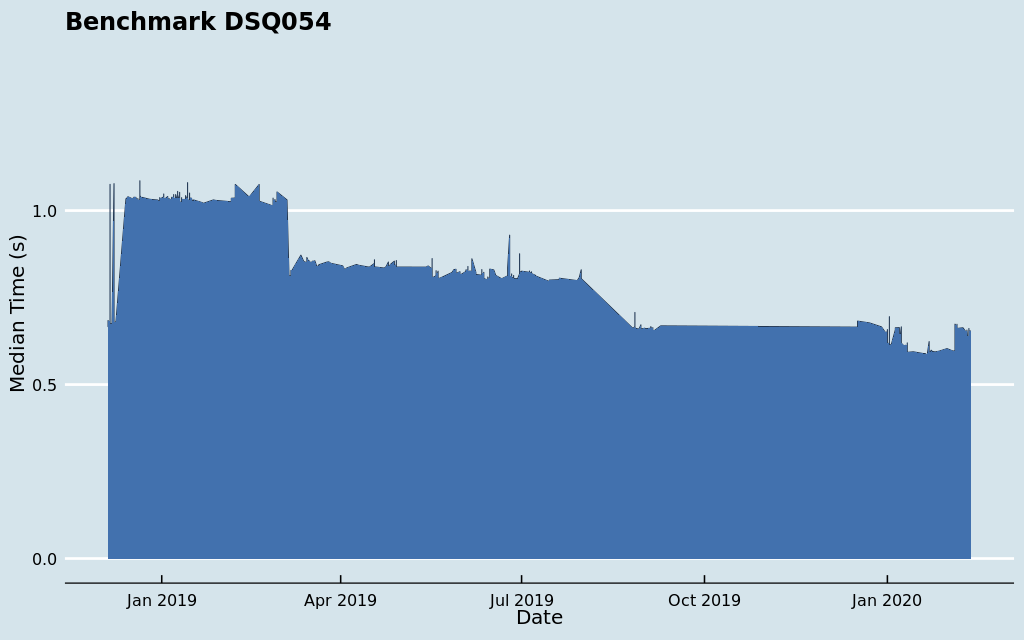 Benchmark DSQ054
Median Time (s)
1.0
0.5
0.0
Jan 2019
Apr 2019
Jul 2019
Oct 2019
Jan 2020
Date